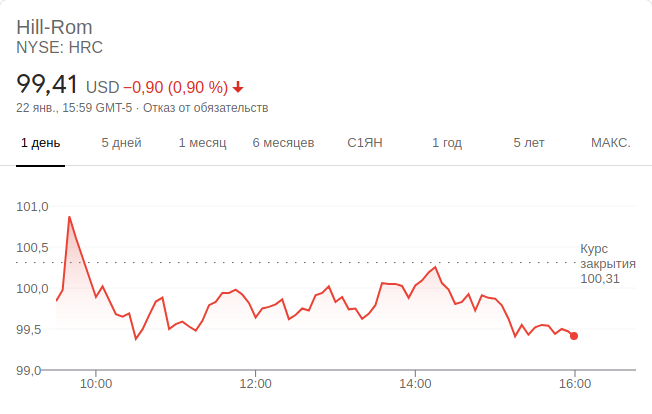 Hill-Rom
NYSE: HRC
99,41 USD −0,90 (0,90 %)
22 янв., 15:59 GMT-5 · Отказ от обязательств
1 день 5 дней 1 месяц 6 месяцев С1ЯН 1 год 5 лет МАКС.
101,0
100,5
Курс
закрытия
100,31
100,0
99,5
99,0
10:00 12:00 14:00 16:00